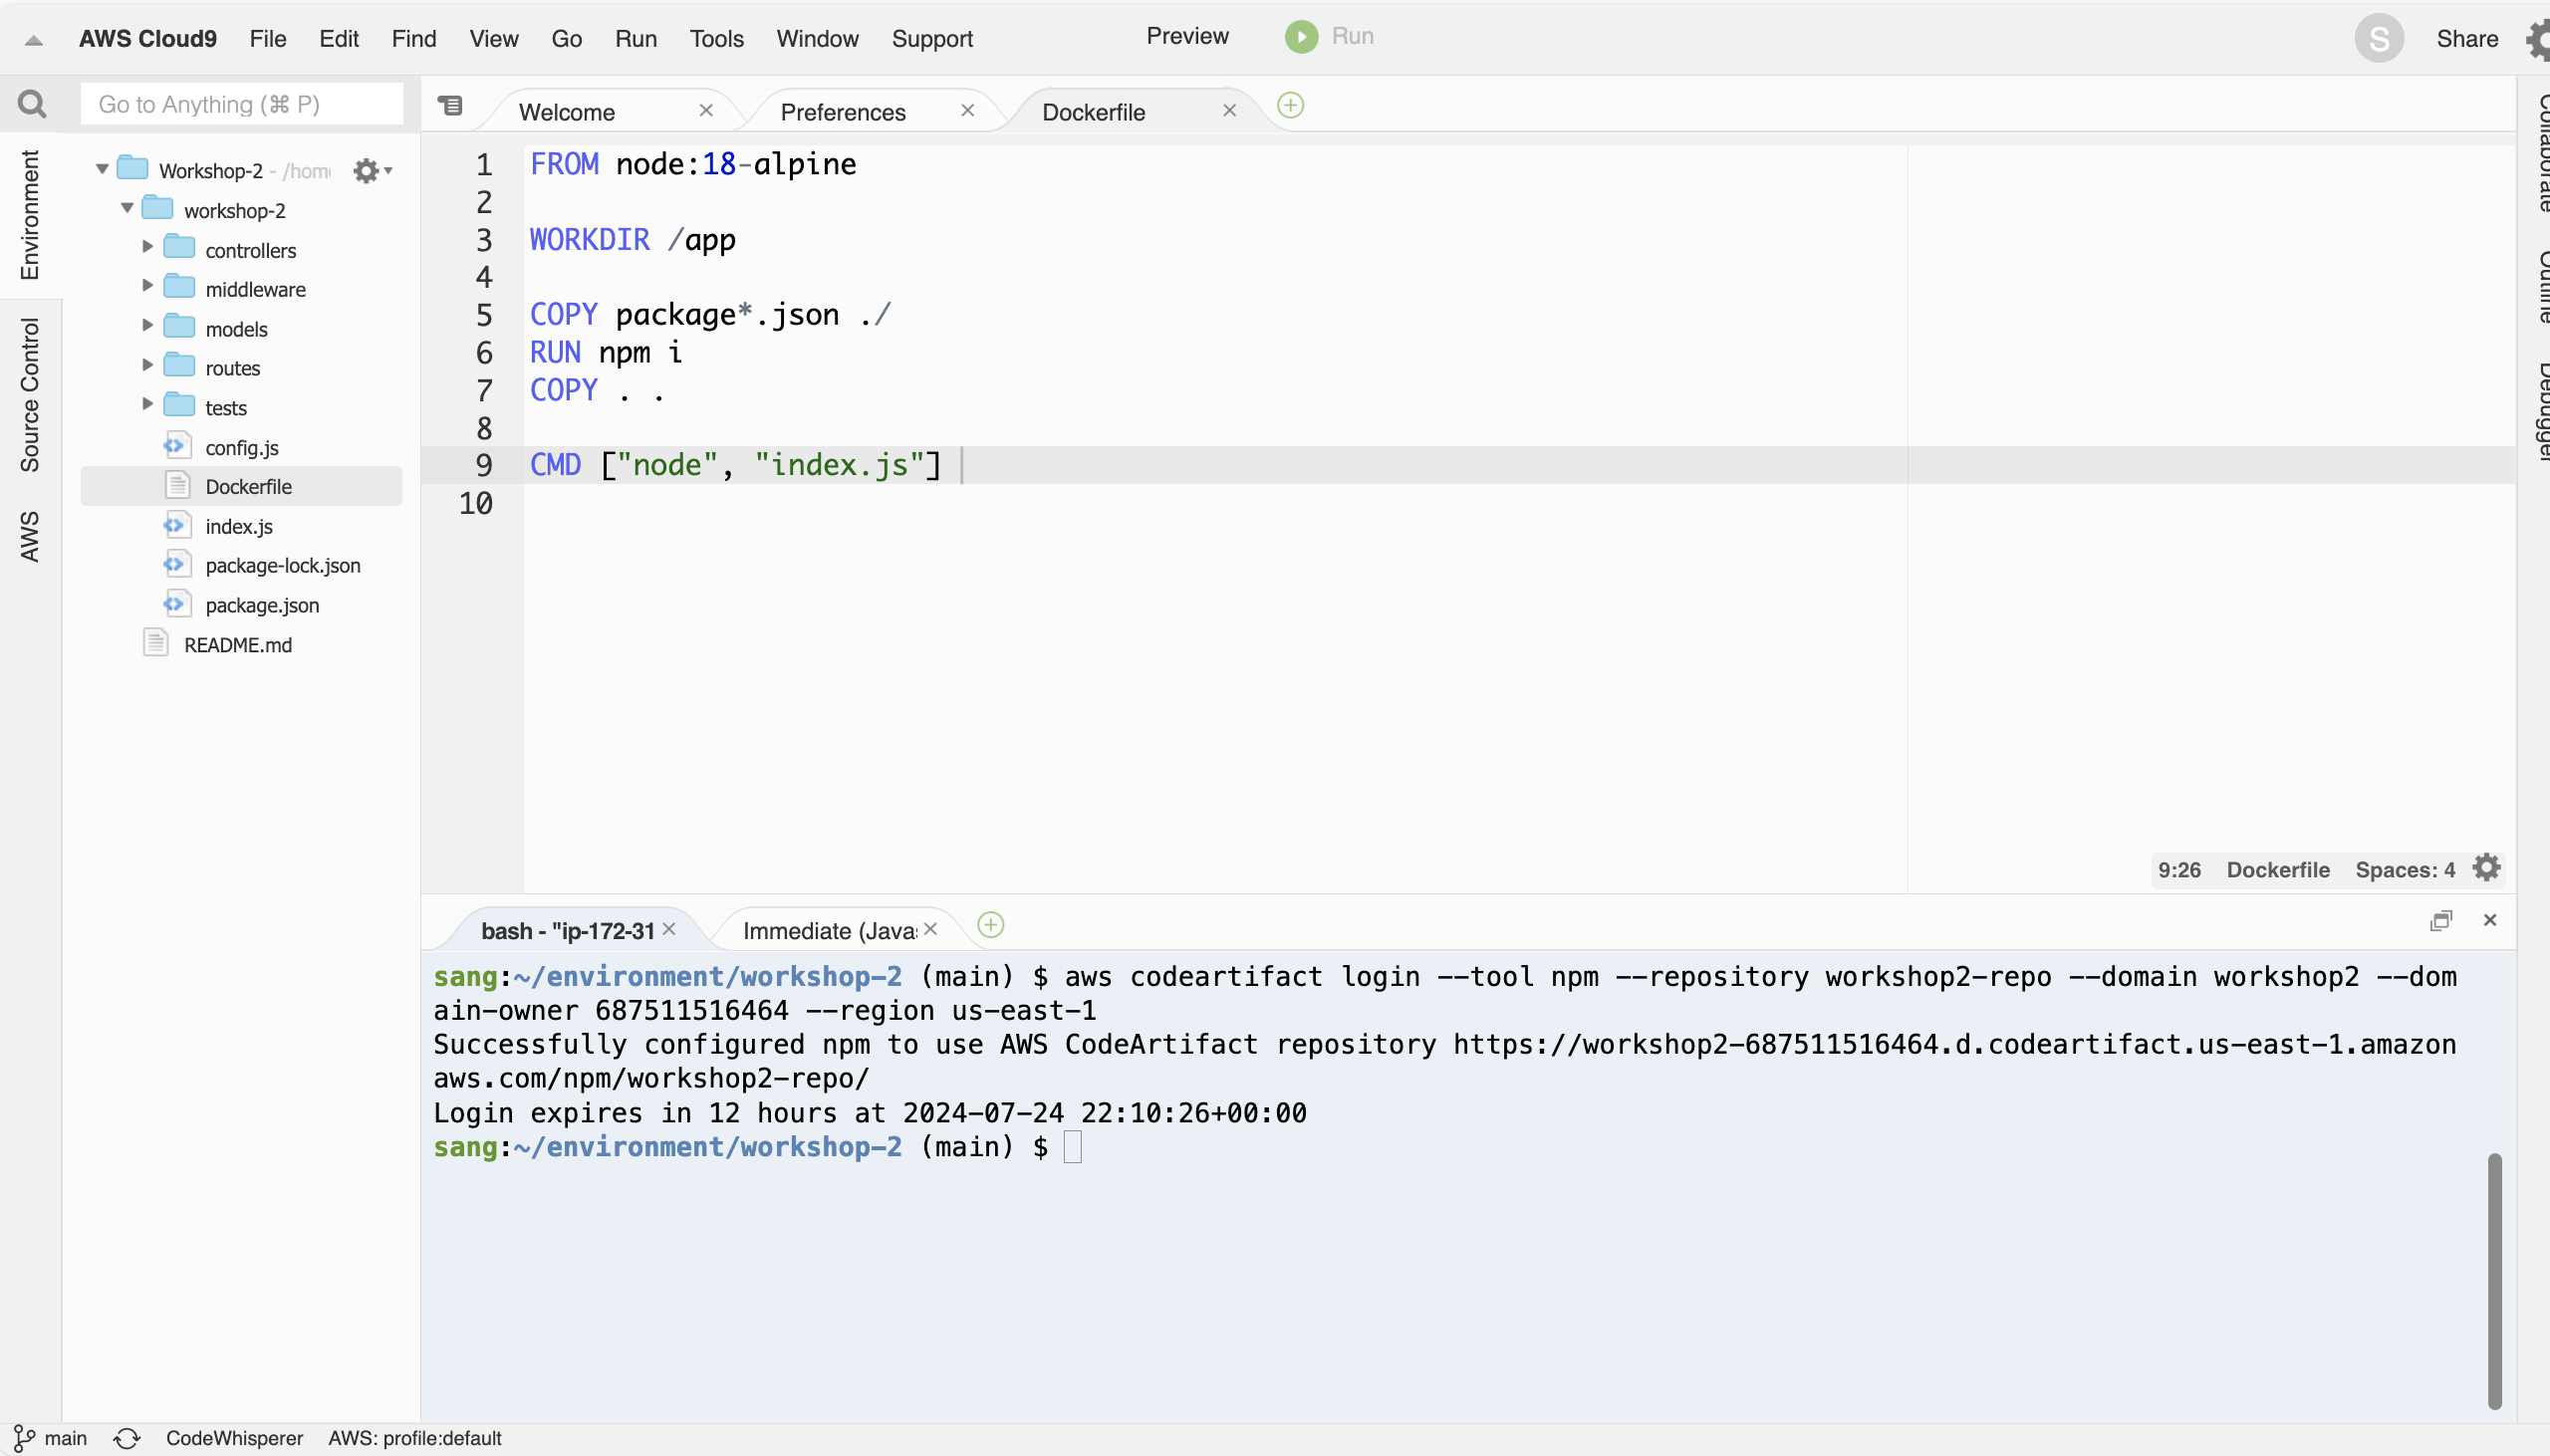 AWS Cloud9 File Edit Find View Go Run Tools Window Support Preview Run S Share
Go to Anything (⌘ P)
Welcome Preferences Dockerfile
Environment
Source Control
AWS
Workshop-2 - /home
workshop-2
controllers
middleware
models
routes
tests
config.js
Dockerfile
index.js
package-lock.json
package.json
README.md
1 FROM node:18-alpine
2
3 WORKDIR /app
4
5 COPY package*.json ./
6 RUN npm i
7 COPY . .
8
9 CMD ["node", "index.js"]
10
9:26 Dockerfile Spaces: 4
Collaborate
Outline
Debugger
bash - "ip-172-31 Immediate (Java
sang:~/environment/workshop-2 (main) $ aws codeartifact login --tool npm --repository workshop2-repo --domain workshop2 --dom
ain-owner 687511516464 --region us-east-1
Successfully configured npm to use AWS CodeArtifact repository https://workshop2-687511516464.d.codeartifact.us-east-1.amazon
aws.com/npm/workshop2-repo/
Login expires in 12 hours at 2024-07-24 22:10:26+00:00
sang:~/environment/workshop-2 (main) $
main CodeWhisperer AWS: profile:default